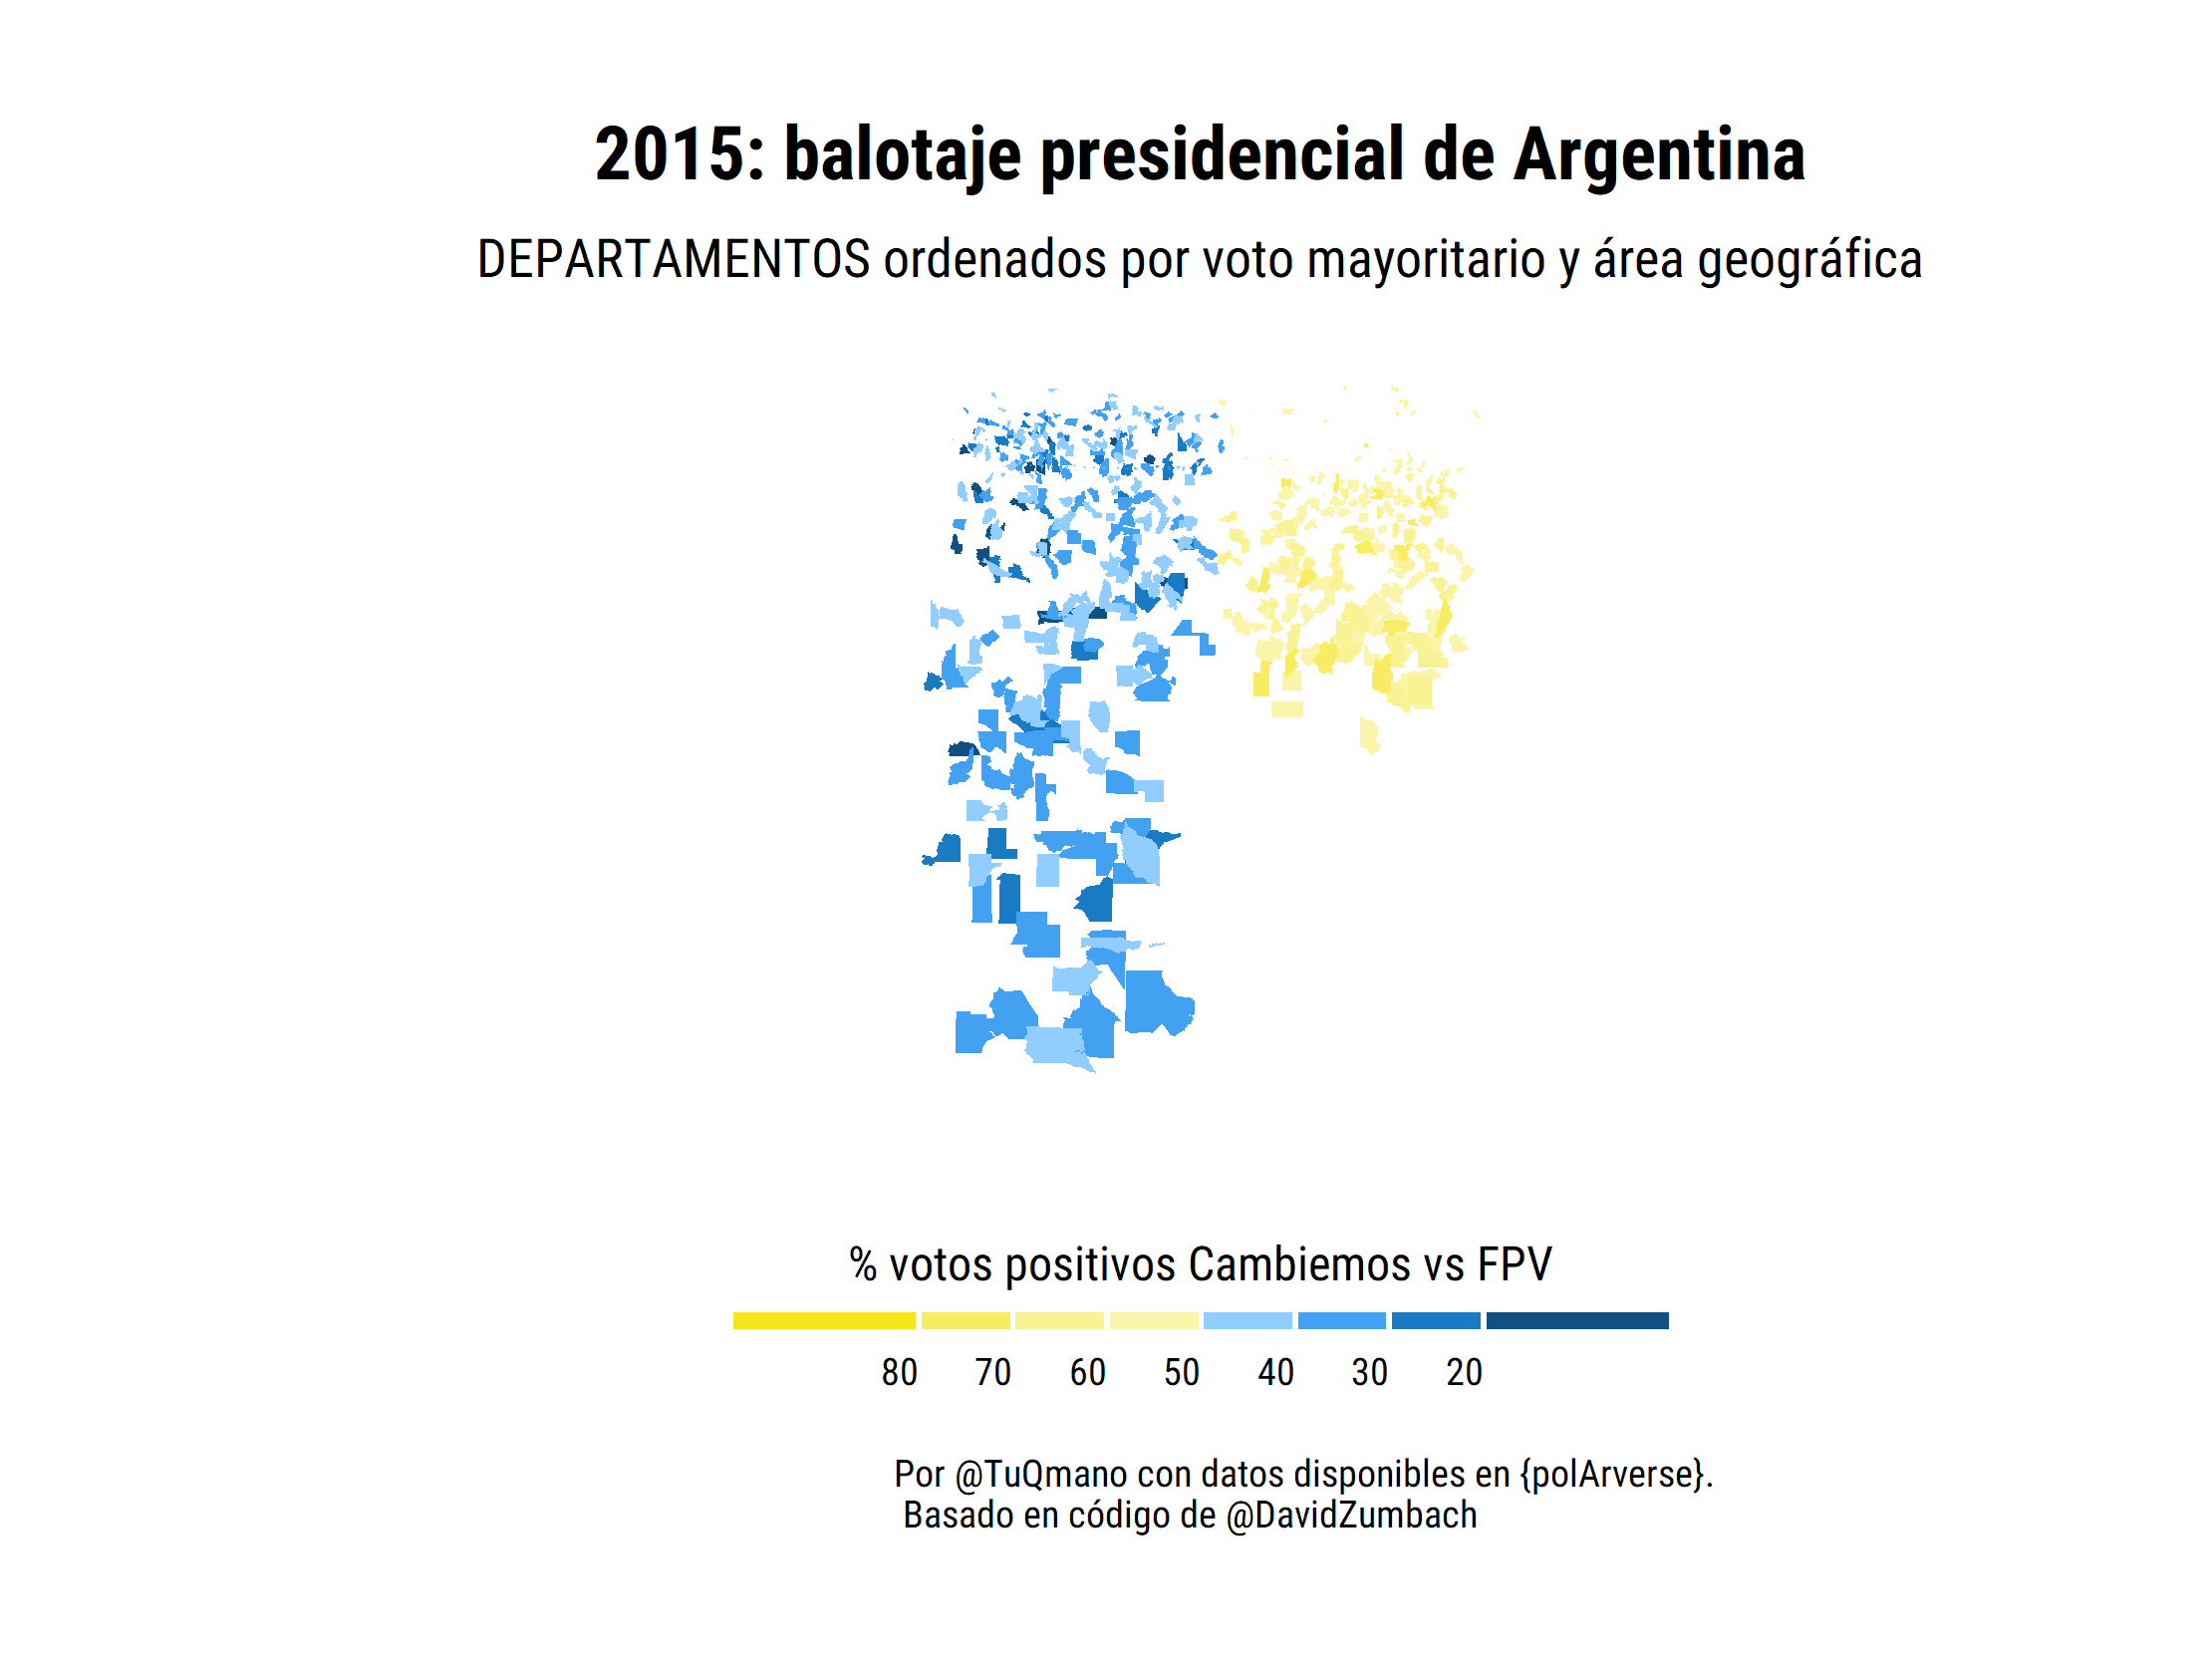 2015: balotaje presidencial de Argentina
DEPARTAMENTOS ordenados por voto mayoritario y área geográfica
% votos positivos Cambiemos vs FPV
80 70 60 50 40 30 20
Por @TuQmano con datos disponibles en {polArverse}.
Basado en código de @DavidZumbach